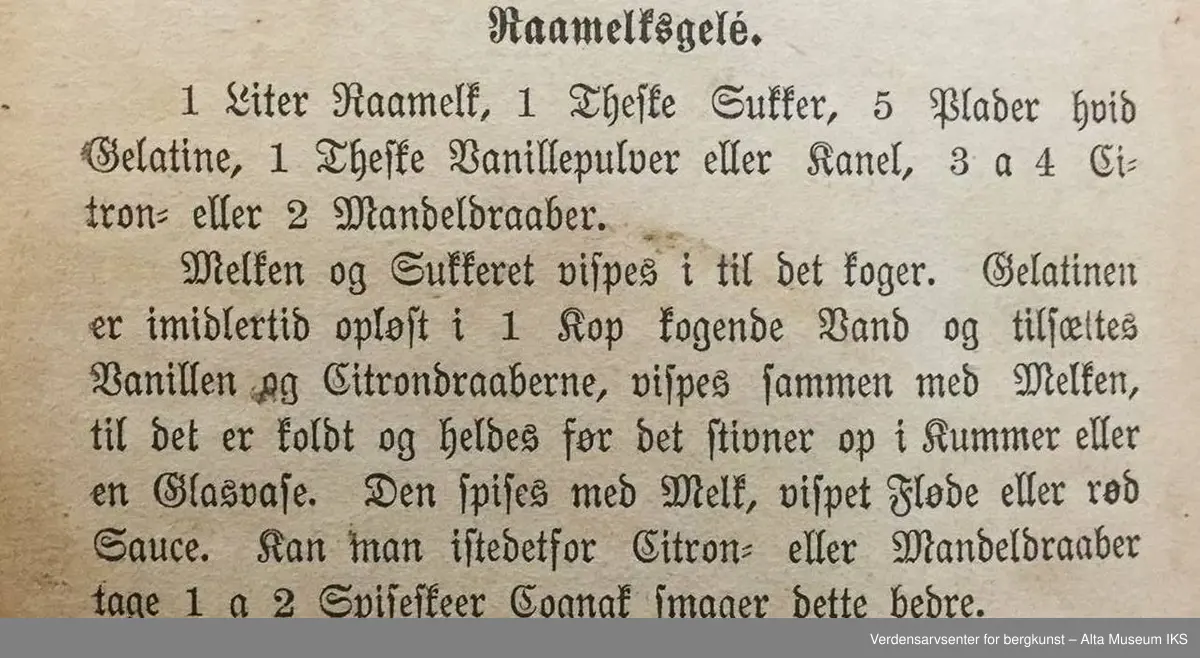 Raamelksgelé.
1 Liter Raamelk, 1 Theske Sukker, 5 Plader hvid
Gelatine, 1 Theske Vanillepulver eller Kanel, 3 a 4 Ci-
tron- eller 2 Mandeldraaber.
Melken og Sukkeret vispes i til det koger. Gelatinen
er imidlertid opløst i 1 Kop kogende Vand og tilsættes
Vanillen og Citrondraaberne, vispes sammen med Melken,
til det er koldt og heldes før det stivner op i Kummer eller
en Glasvase. Den spises med Melk, vispet Fløde eller rød
Sauce. Kan man istedetfor Citron- eller Mandeldraaber
tage 1 a 2 Spiseskeer Cognak smager dette bedre.
Verdensarvsenter for bergkunst – Alta Museum IKS